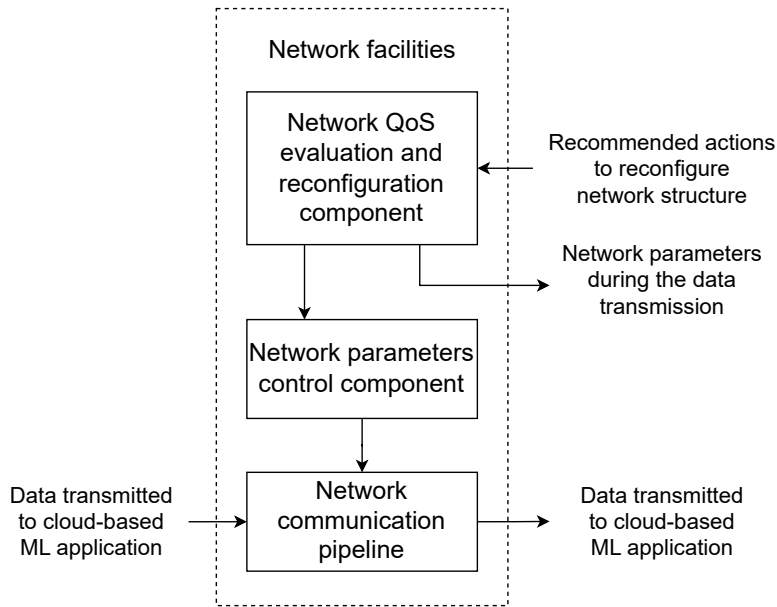 Network facilities
Network QoS
evaluation and
reconfiguration
component
Recommended actions
to reconfigure
network structure
Network parameters
during the data
transmission
Network parameters
control component
Data transmitted
to cloud-based
ML application
Network
communication
pipeline
Data transmitted
to cloud-based
ML application